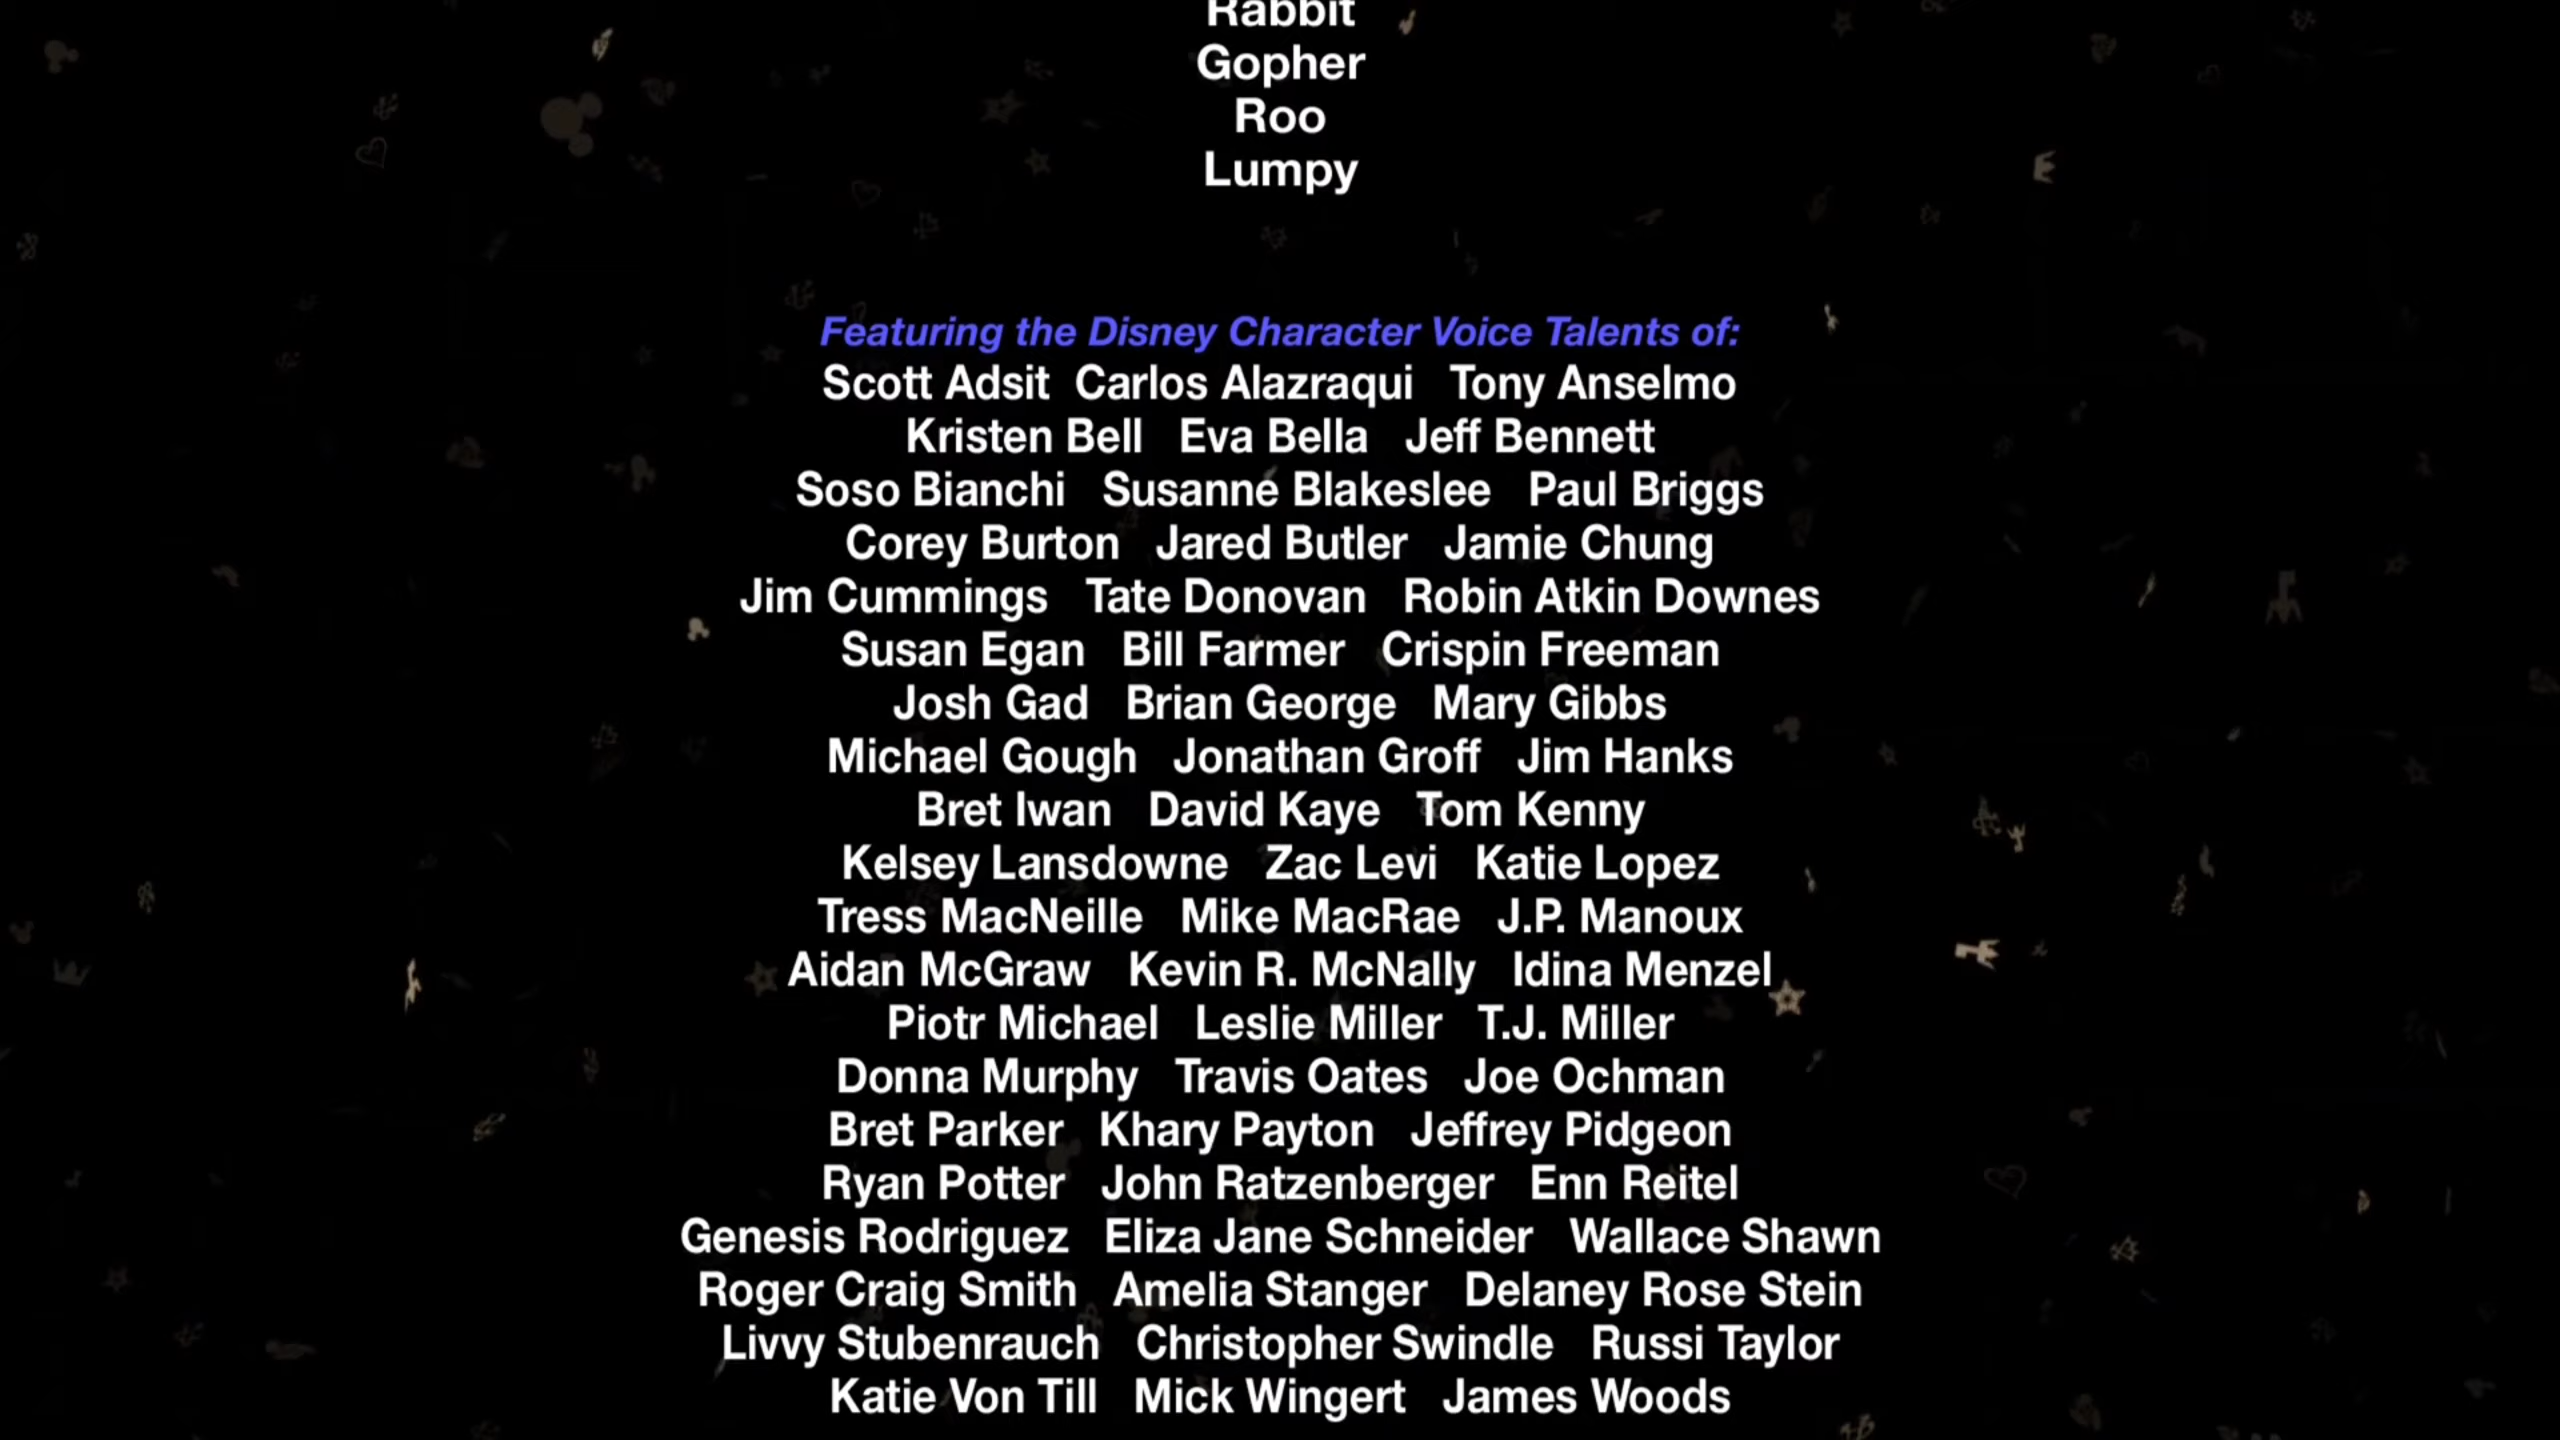 Rabbit
Gopher
Roo
Lumpy
Featuring the Disney Character Voice Talents of:
Scott Adsit Carlos Alazraqui Tony Anselmo
Kristen Bell Eva Bella Jeff Bennett
Soso Bianchi Susanne Blakeslee Paul Briggs
Corey Burton Jared Butler Jamie Chung
Jim Cummings Tate Donovan Robin Atkin Downes
Susan Egan Bill Farmer Crispin Freeman
Josh Gad Brian George Mary Gibbs
Michael Gough Jonathan Groff Jim Hanks
Bret Iwan David Kaye Tom Kenny
Kelsey Lansdowne Zac Levi Katie Lopez
Tress MacNeille Mike MacRae J.P. Manoux
Aidan McGraw Kevin R. McNally Idina Menzel
Piotr Michael Leslie Miller T.J. Miller
Donna Murphy Travis Oates Joe Ochman
Bret Parker Khary Payton Jeffrey Pidgeon
Ryan Potter John Ratzenberger Enn Reitel
Genesis Rodriguez Eliza Jane Schneider Wallace Shawn
Roger Craig Smith Amelia Stanger Delaney Rose Stein
Livvy Stubenrauch Christopher Swindle Russi Taylor
Katie Von Till Mick Wingert James Woods